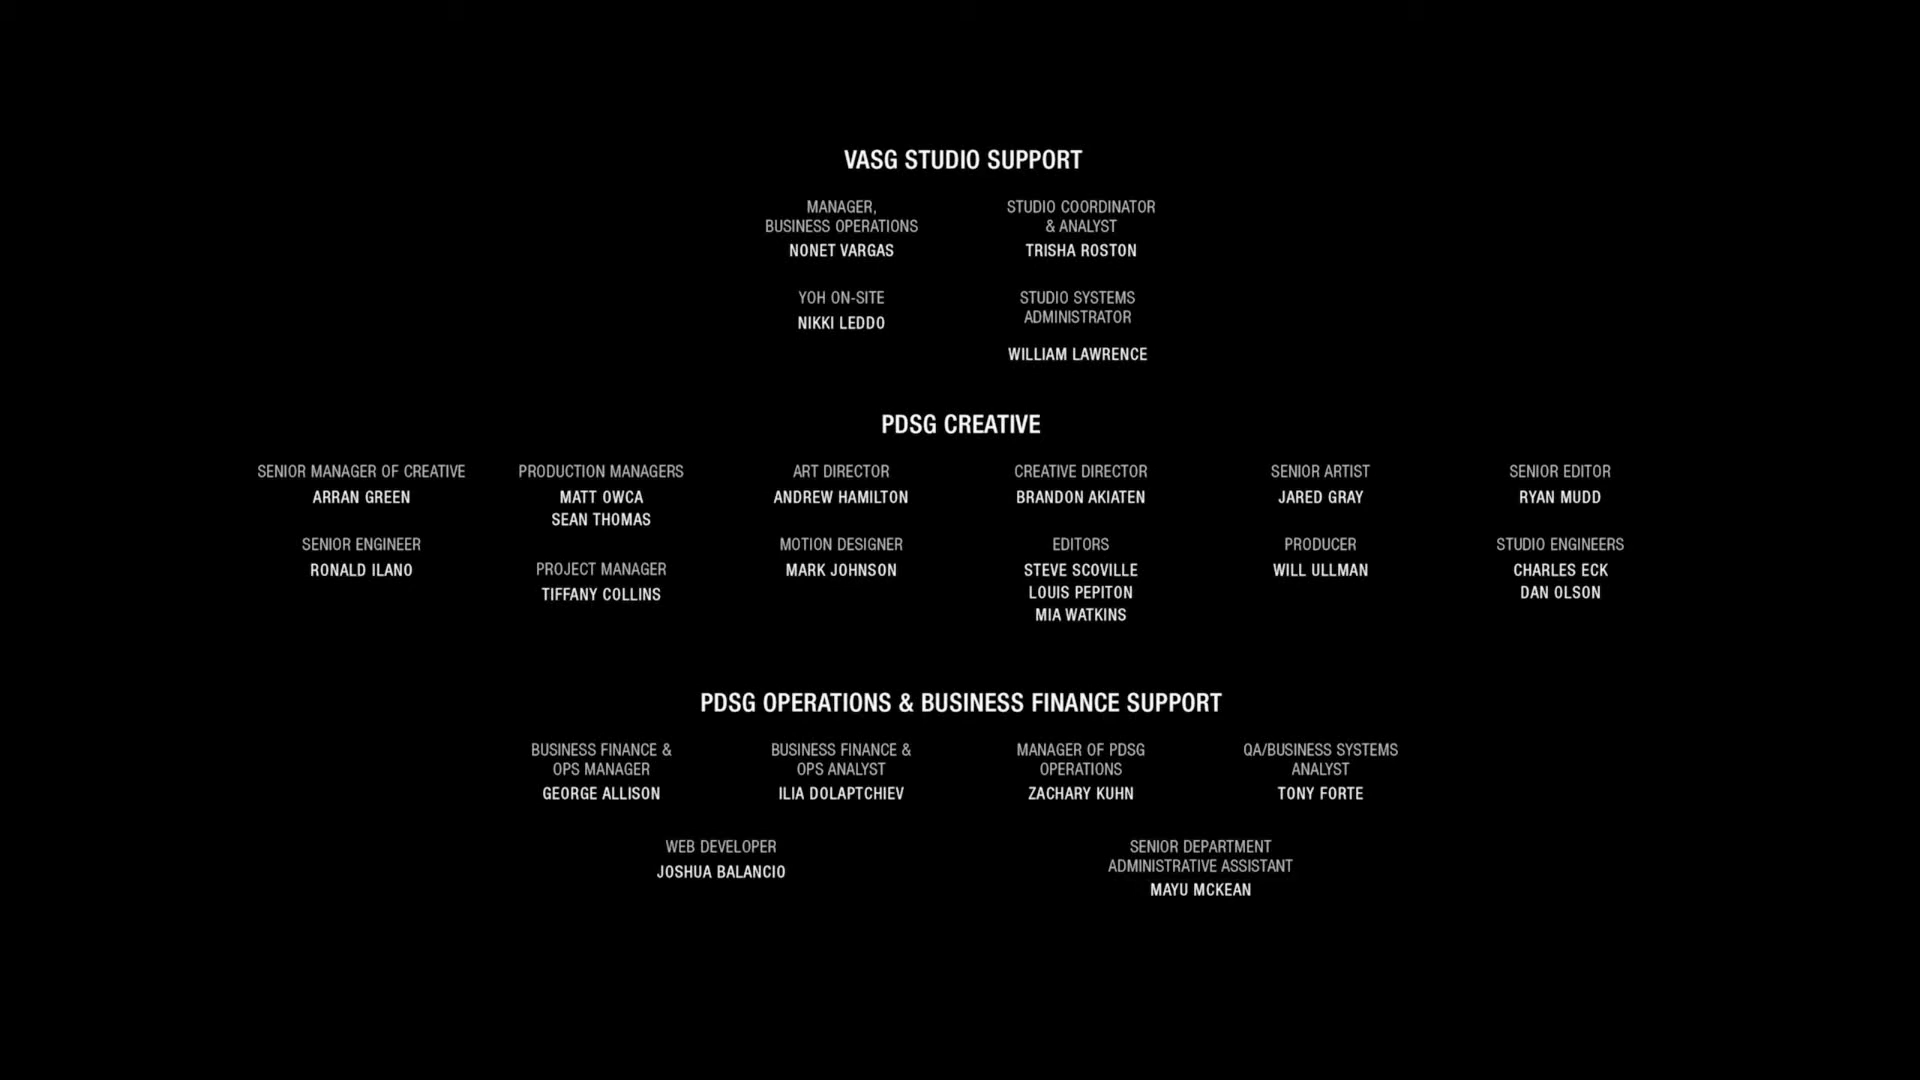 VASG STUDIO SUPPORT
MANAGER,
BUSINESS OPERATIONS
NONET VARGAS
STUDIO COORDINATOR
& ANALYST
TRISHA ROSTON
YOH ON-SITE
NIKKI LEDDO
STUDIO SYSTEMS
ADMINISTRATOR
WILLIAM LAWRENCE
PDSG CREATIVE
SENIOR MANAGER OF CREATIVE
ARRAN GREEN
PRODUCTION MANAGERS
MATT OWCA
SEAN THOMAS
ART DIRECTOR
ANDREW HAMILTON
CREATIVE DIRECTOR
BRANDON AKIATEN
SENIOR ARTIST
JARED GRAY
SENIOR EDITOR
RYAN MUDD
SENIOR ENGINEER
RONALD ILANO
PROJECT MANAGER
TIFFANY COLLINS
MOTION DESIGNER
MARK JOHNSON
EDITORS
STEVE SCOVILLE
LOUIS PEPITON
MIA WATKINS
PRODUCER
WILL ULLMAN
STUDIO ENGINEERS
CHARLES ECK
DAN OLSON
PDSG OPERATIONS & BUSINESS FINANCE SUPPORT
BUSINESS FINANCE &
OPS MANAGER
GEORGE ALLISON
BUSINESS FINANCE &
OPS ANALYST
ILIA DOLAPTCHIEV
MANAGER OF PDSG
OPERATIONS
ZACHARY KUHN
QA/BUSINESS SYSTEMS
ANALYST
TONY FORTE
WEB DEVELOPER
JOSHUA BALANCIO
SENIOR DEPARTMENT
ADMINISTRATIVE ASSISTANT
MAYU MCKEAN